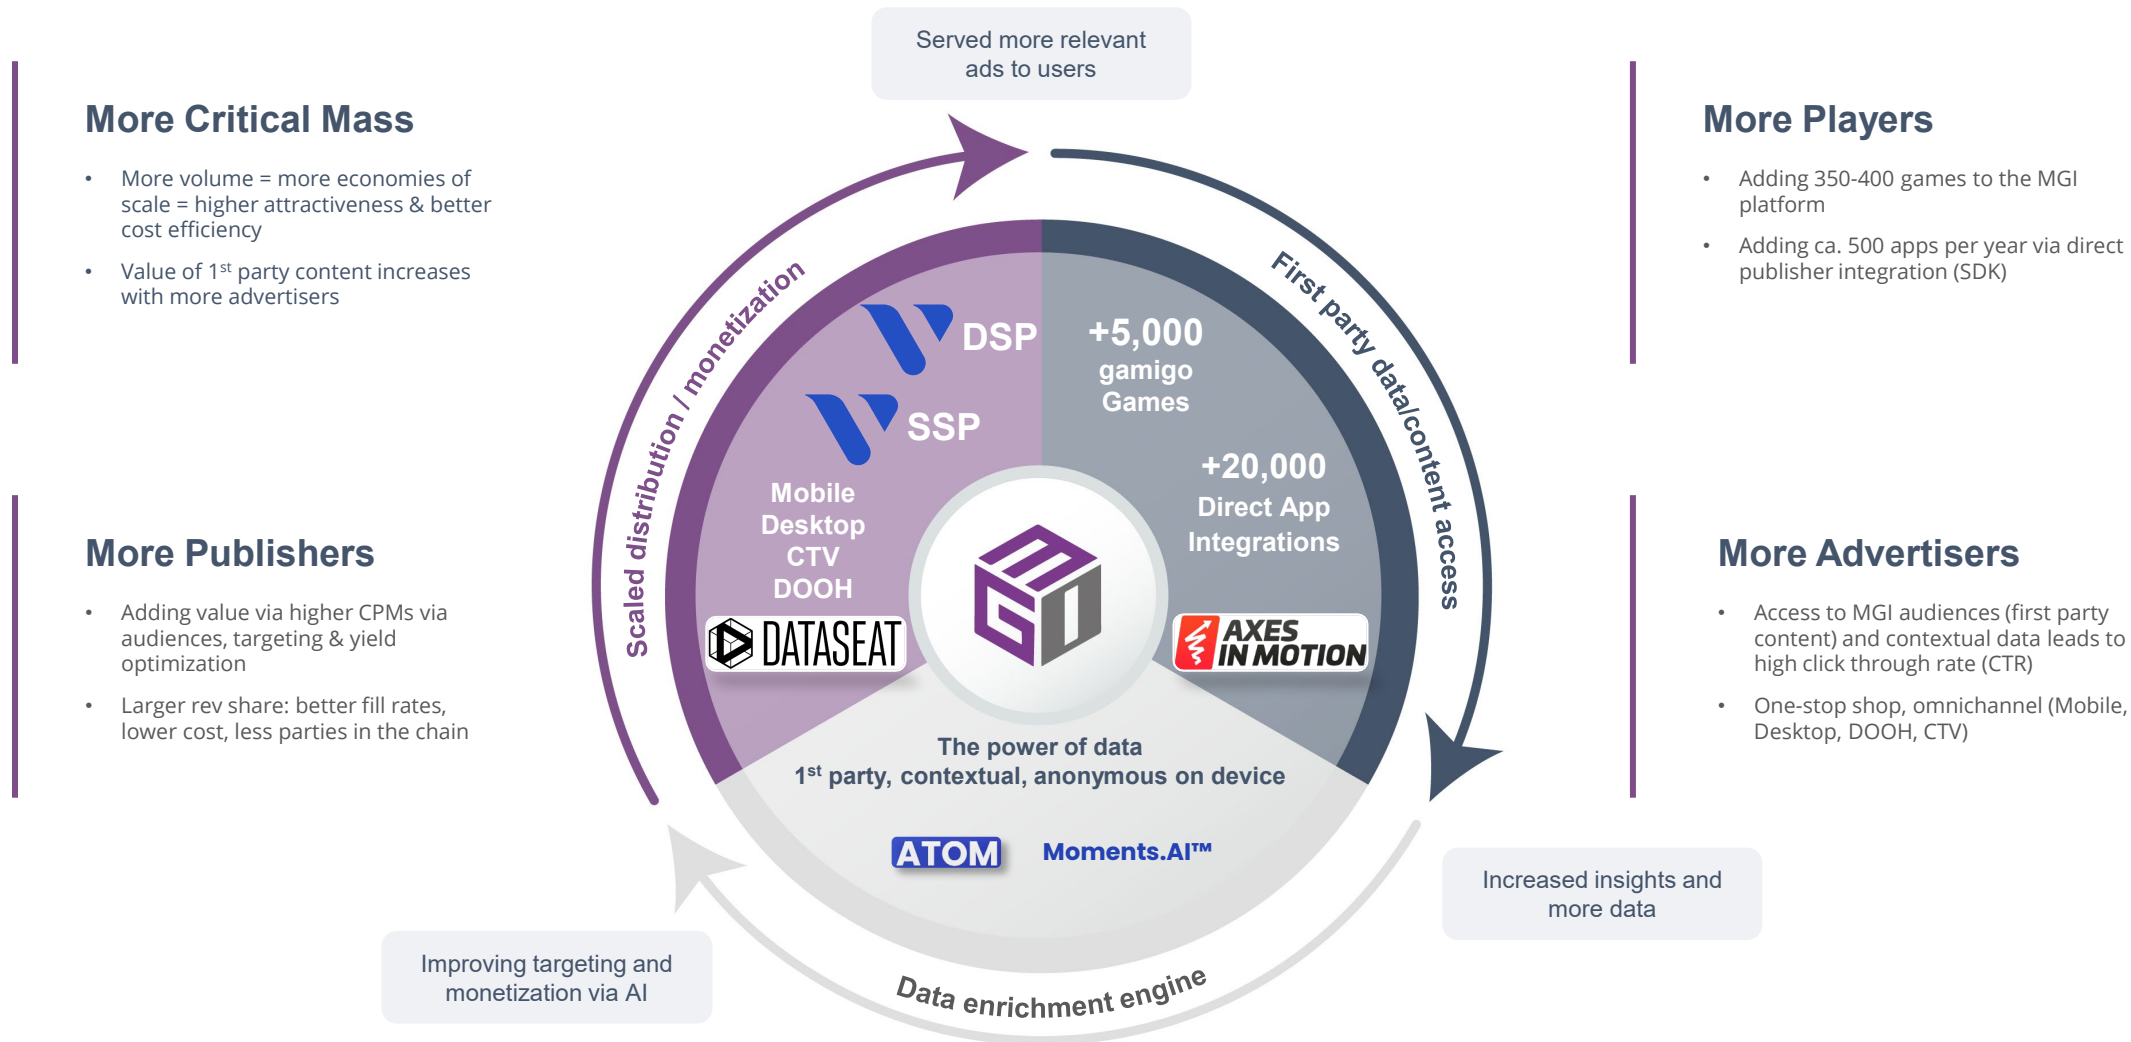 Served more relevant
ads to users
More Critical Mass
• More volume = more economies of
scale = higher attractiveness & better
cost efficiency
• Value of 1st party content increases
with more advertisers
More Publishers
• Adding value via higher CPMs via
audiences, targeting & yield
optimization
• Larger rev share: better fill rates,
lower cost, less parties in the chain
Scaled distribution / monetization
DSP
SSP
Mobile
Desktop
CTV
DOOH
DATASEAT
+5,000
gamigo
Games
+20,000
Direct App
Integrations
AXES
IN MOTION
First party data/content access
MGI
The power of data
1st party, contextual, anonymous on device
ATOM
Moments.AI™
Data enrichment engine
Improving targeting and
monetization via AI
Increased insights and
more data
More Players
• Adding 350-400 games to the MGI
platform
• Adding ca. 500 apps per year via direct
publisher integration (SDK)
More Advertisers
• Access to MGI audiences (first party
content) and contextual data leads to
high click through rate (CTR)
• One-stop shop, omnichannel (Mobile,
Desktop, DOOH, CTV)